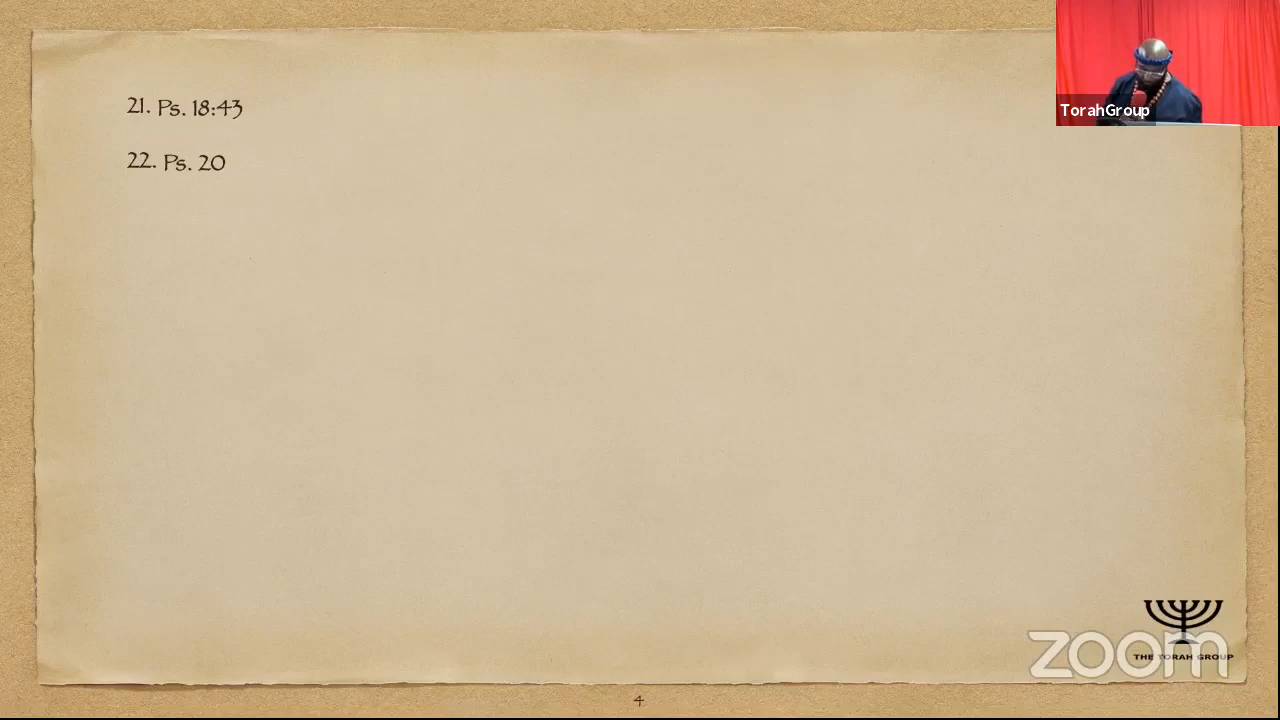 TorahGroup
21. Ps. 18:43
22. Ps. 20
zoom
THE TORAH GROUP
4